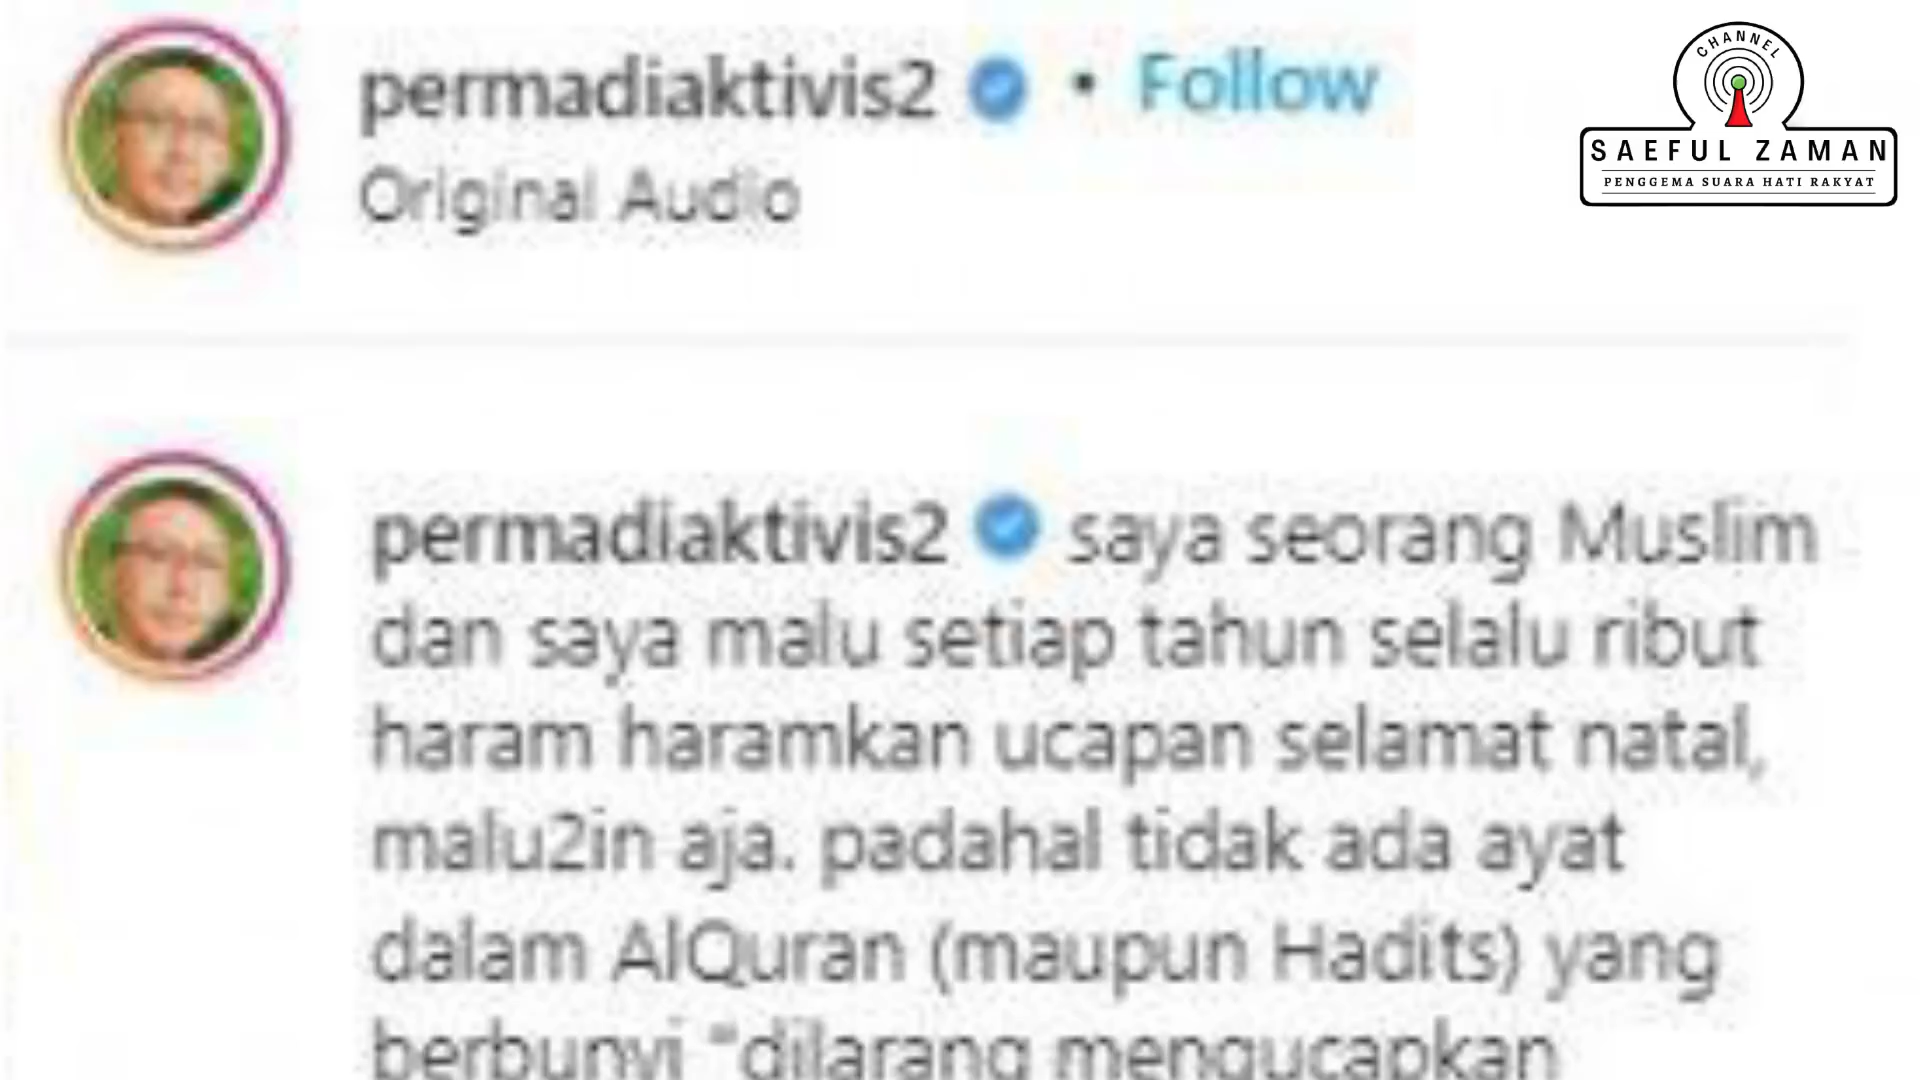 permadiaktivis2 • Follow
Original Audio
CHANNEL
SAEFUL ZAMAN
PENGGEMA SUARA HATI RAKYAT
permadiaktivis2 saya seorang Muslim
dan saya malu setiap tahun selalu ribut
haram haramkan ucapan selamat natal,
malu2in aja. padahal tidak ada ayat
dalam AlQuran (maupun Hadits) yang
berbunyi "dilarang mengucapkan